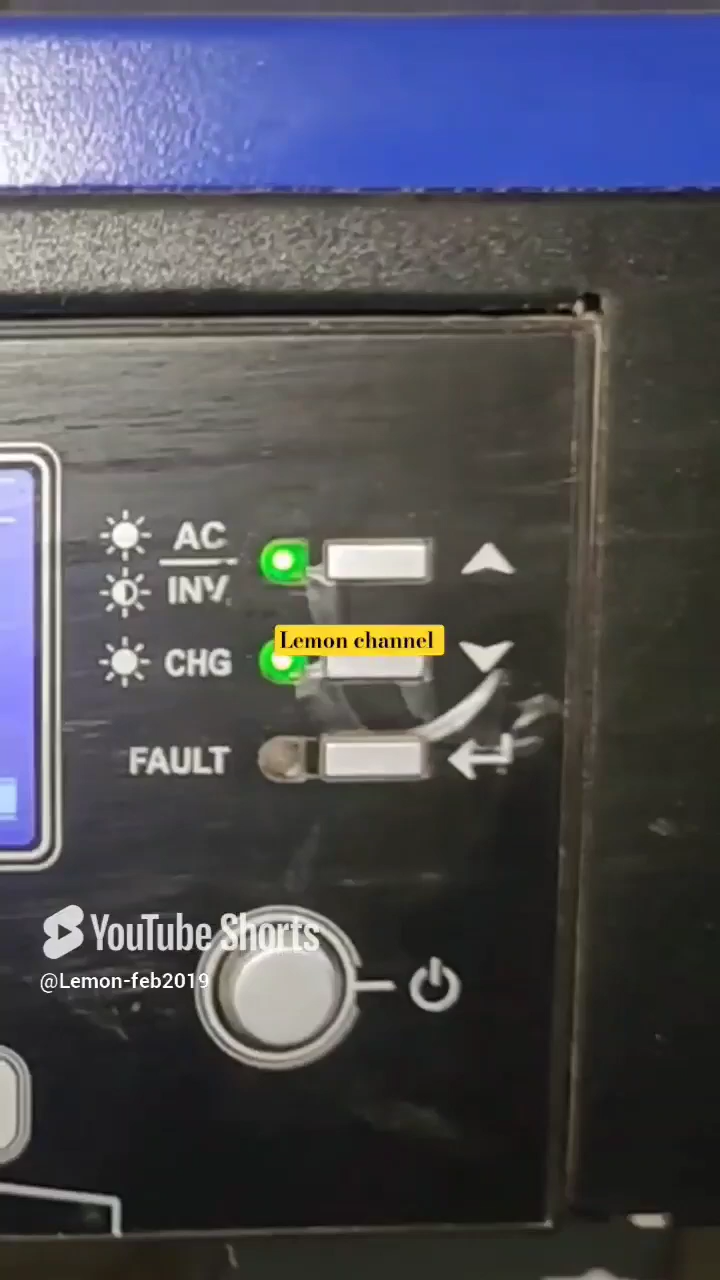 AC
INV
Lemon channel
CHG
FAULT
YouTube Shorts
@Lemon-feb2019